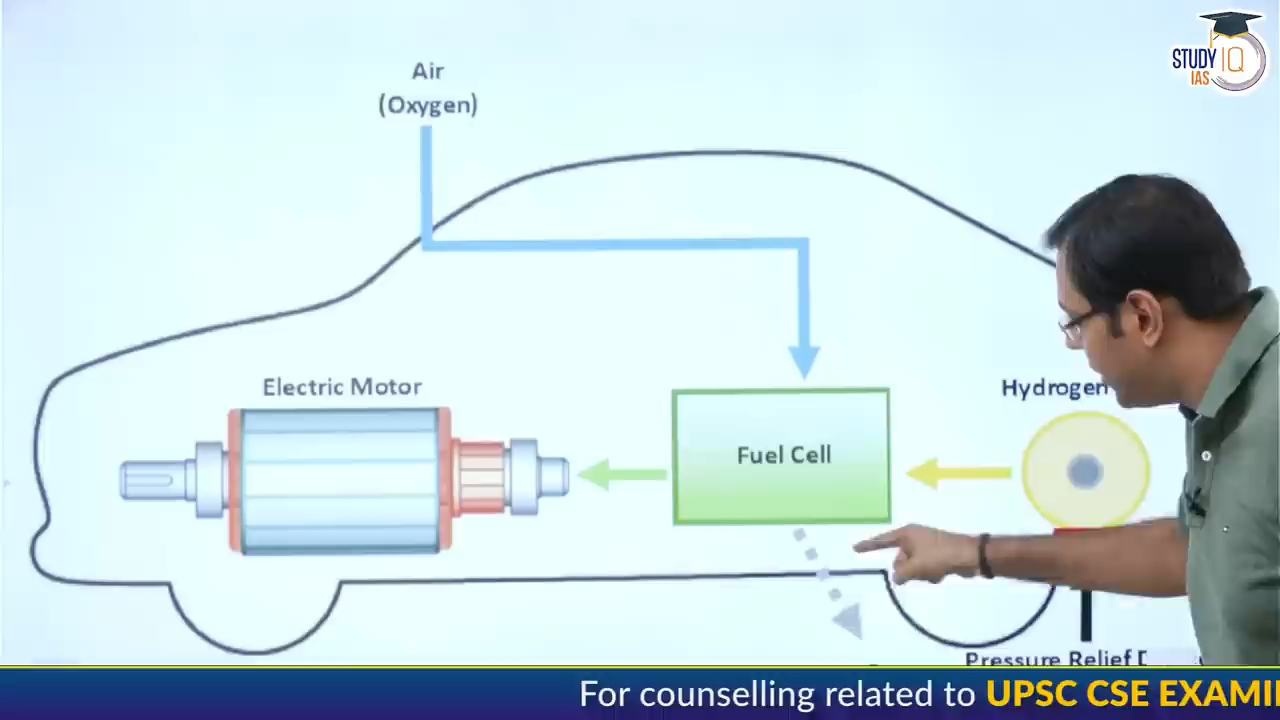 Air
(Oxygen)
STUDY IQ
IAS
Electric Motor
Hydrogen
Fuel Cell
Pressure Relief
For counselling related to UPSC CSE